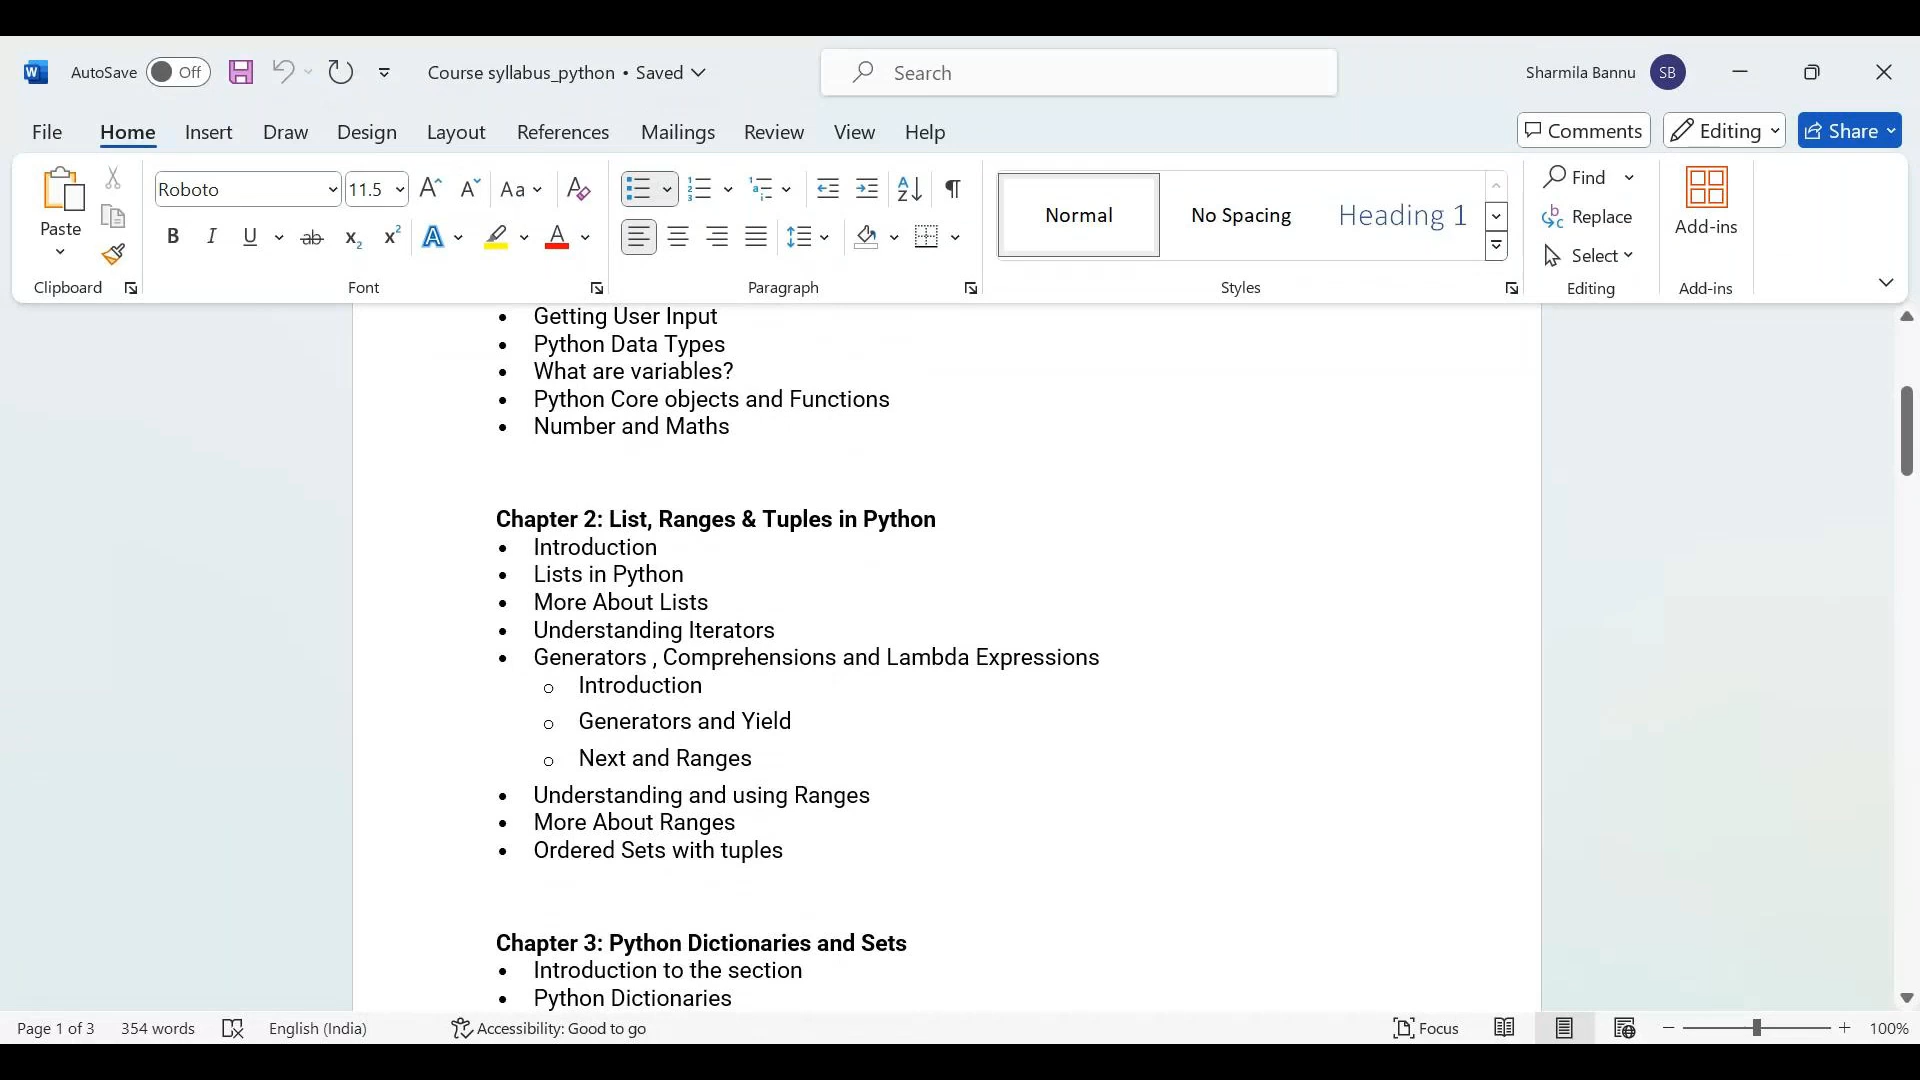 AutoSave Off Course syllabus_python • Saved Search Sharmila Bannu SB
File Home Insert Draw Design Layout References Mailings Review View Help Comments Editing Share
Paste
Roboto 11.5
Normal No Spacing Heading 1
Find
Replace
Select
Add-ins
Clipboard Font Paragraph Styles Editing Add-ins
• Getting User Input
• Python Data Types
• What are variables?
• Python Core objects and Functions
• Number and Maths
Chapter 2: List, Ranges & Tuples in Python
• Introduction
• Lists in Python
• More About Lists
• Understanding Iterators
• Generators , Comprehensions and Lambda Expressions
o Introduction
o Generators and Yield
o Next and Ranges
• Understanding and using Ranges
• More About Ranges
• Ordered Sets with tuples
Chapter 3: Python Dictionaries and Sets
• Introduction to the section
• Python Dictionaries
Page 1 of 3 354 words English (India) Accessibility: Good to go Focus 100%